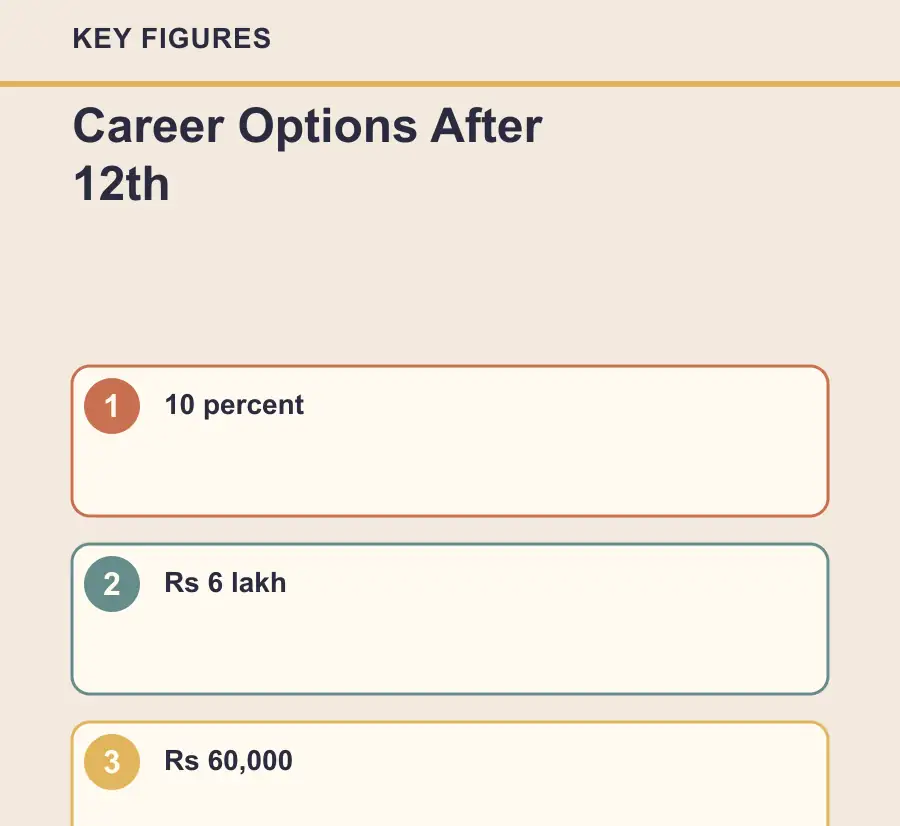 KEY FIGURES
Career Options After
12th
1
10 percent
2
Rs 6 lakh
3
Rs 60,000